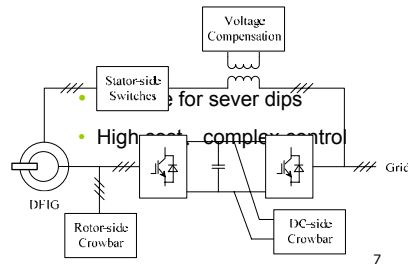 Voltage
Compensation
Stator-side
Switches
for sever dips
High cost, complex control
Grid
DFIG
Rotor-side
Crowbar
DC-side
Crowbar
7